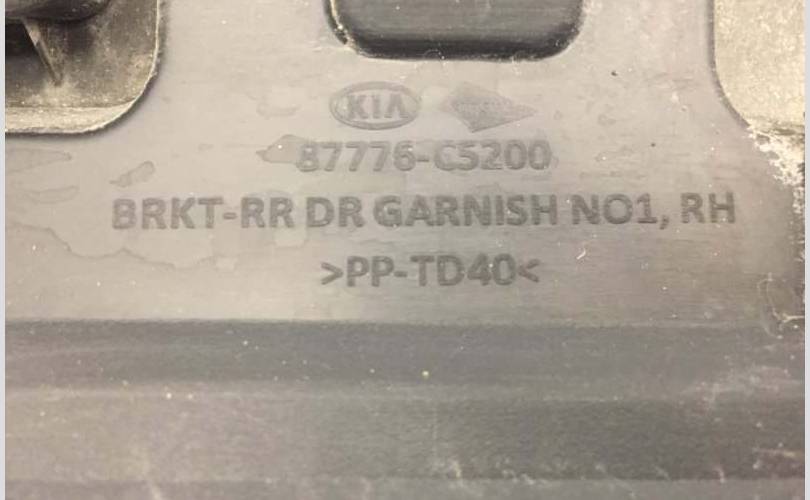 KIA
87776-C5200
BRKT-RR DR GARNISH NO1, RH
>PP-TD40<